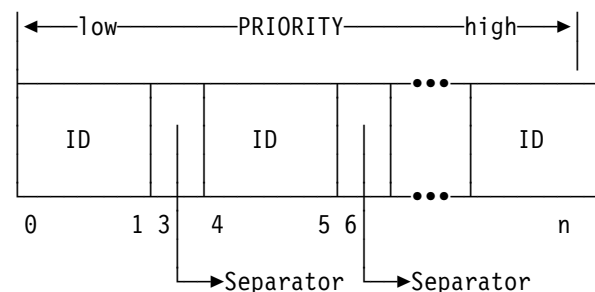 low PRIORITY high
ID ID ID
0 1 3 4 5 6 n
Separator Separator